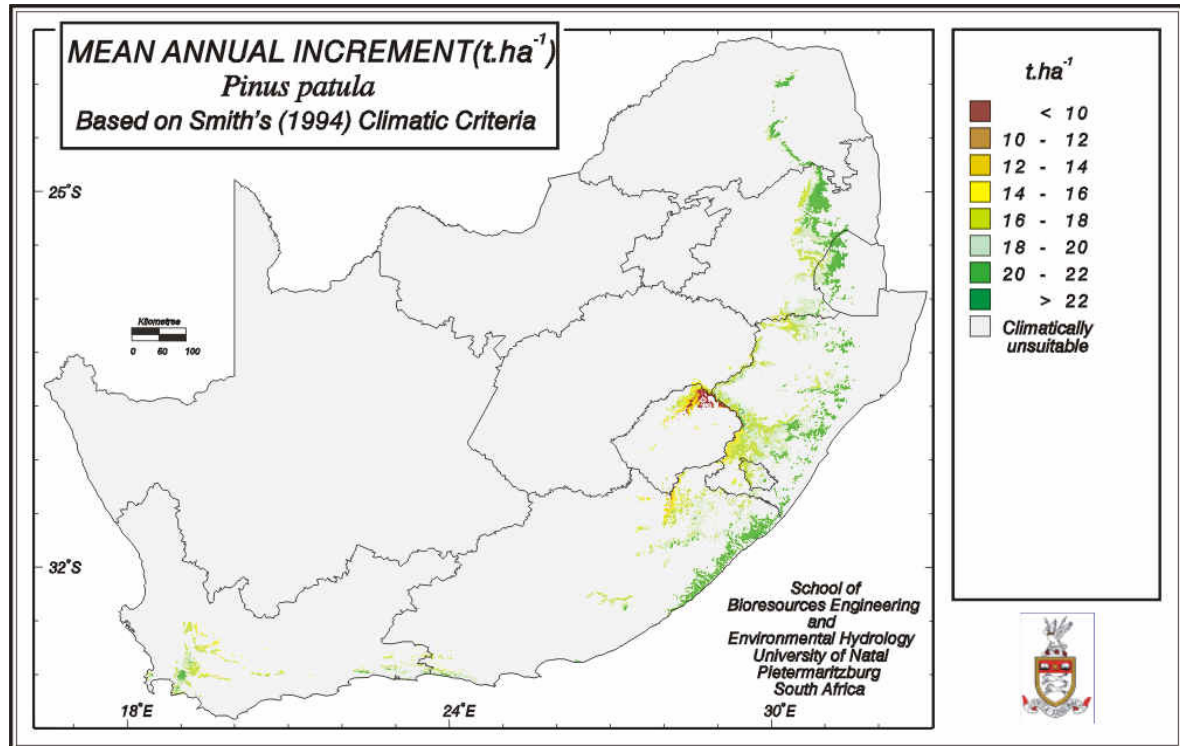 MEAN ANNUAL INCREMENT(t.ha-1)
Pinus patula
Based on Smith's (1994) Climatic Criteria
t.ha-1
< 10
10 - 12
12 - 14
14 - 16
16 - 18
18 - 20
20 - 22
> 22
Climatically
unsuitable
25°S
Kilometres
0 50 100
32°S
School of
Bioresources Engineering
and
Environmental Hydrology
University of Natal
Pietermaritzburg
South Africa
18°E
24°E
30°E